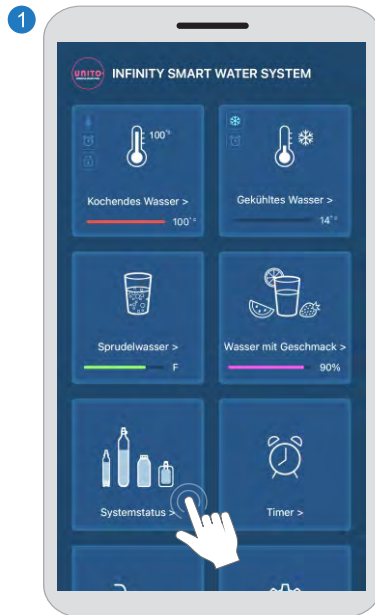 1
UNITO
INFINITY SMART WATER SYSTEM
100°ᶜ
Kochendes Wasser >
100°ᶜ
Gekühltes Wasser >
14°ᶜ
Sprudelwasser >
F
Wasser mit Geschmack >
90%
Systemstatus >
Timer >